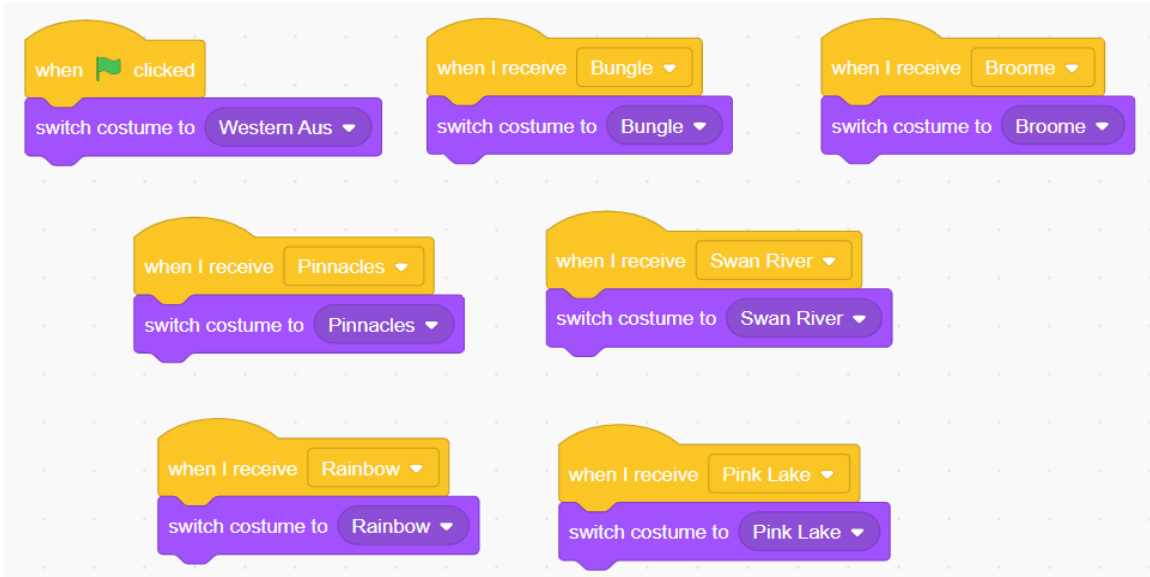 when clicked
switch costume to Western Aus
when I receive Bungle
switch costume to Bungle
when I receive Broome
switch costume to Broome
when I receive Pinnacles
switch costume to Pinnacles
when I receive Swan River
switch costume to Swan River
when I receive Rainbow
switch costume to Rainbow
when I receive Pink Lake
switch costume to Pink Lake